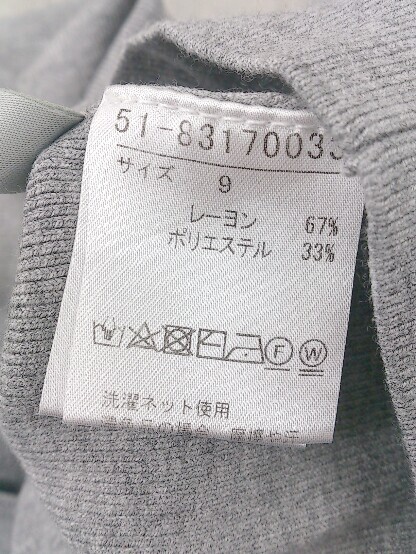 51-8317003
サイズ 9
レーヨン 67%
ポリエステル 33%
F W
洗濯ネット使用